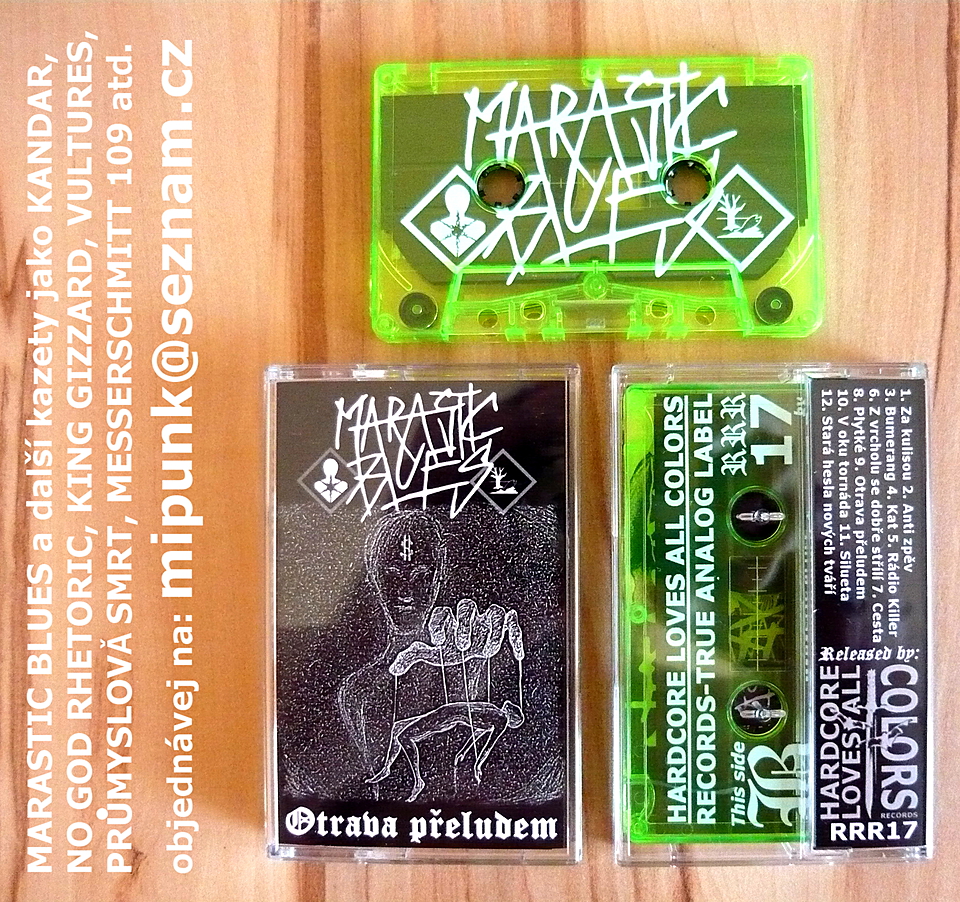 MARASTIC BLUES a další kazety jako KANDAR,
NO GOD RHETORIC, KING GIZZARD, VULTURES,
PRŮMYSLOVÁ SMRT, MESSERSCHMITT 109 atd.
objednávej na: mipunk@seznam.cz
MARASTIC
BLUES
MARASTIC
BLUES
$
Otrava přeludem
HARDCORE LOVES ALL COLORS
RECORDS-TRUE ANALOG LABEL
This side
B
RRR
17
1. Za kulisou 2. Anti zpěv
3. Bumerang 4. Kat 5. Rádio Killer
6. Z vrcholu se dobře střílí 7. Cesta
8. Plytké 9. Otrava přeludem
10. V oku tornáda 11. Silueta
12. Stará hesla nových tváří
Released by:
HARDCORE
LOVES ALL
COLORS
RECORDS
RRR17